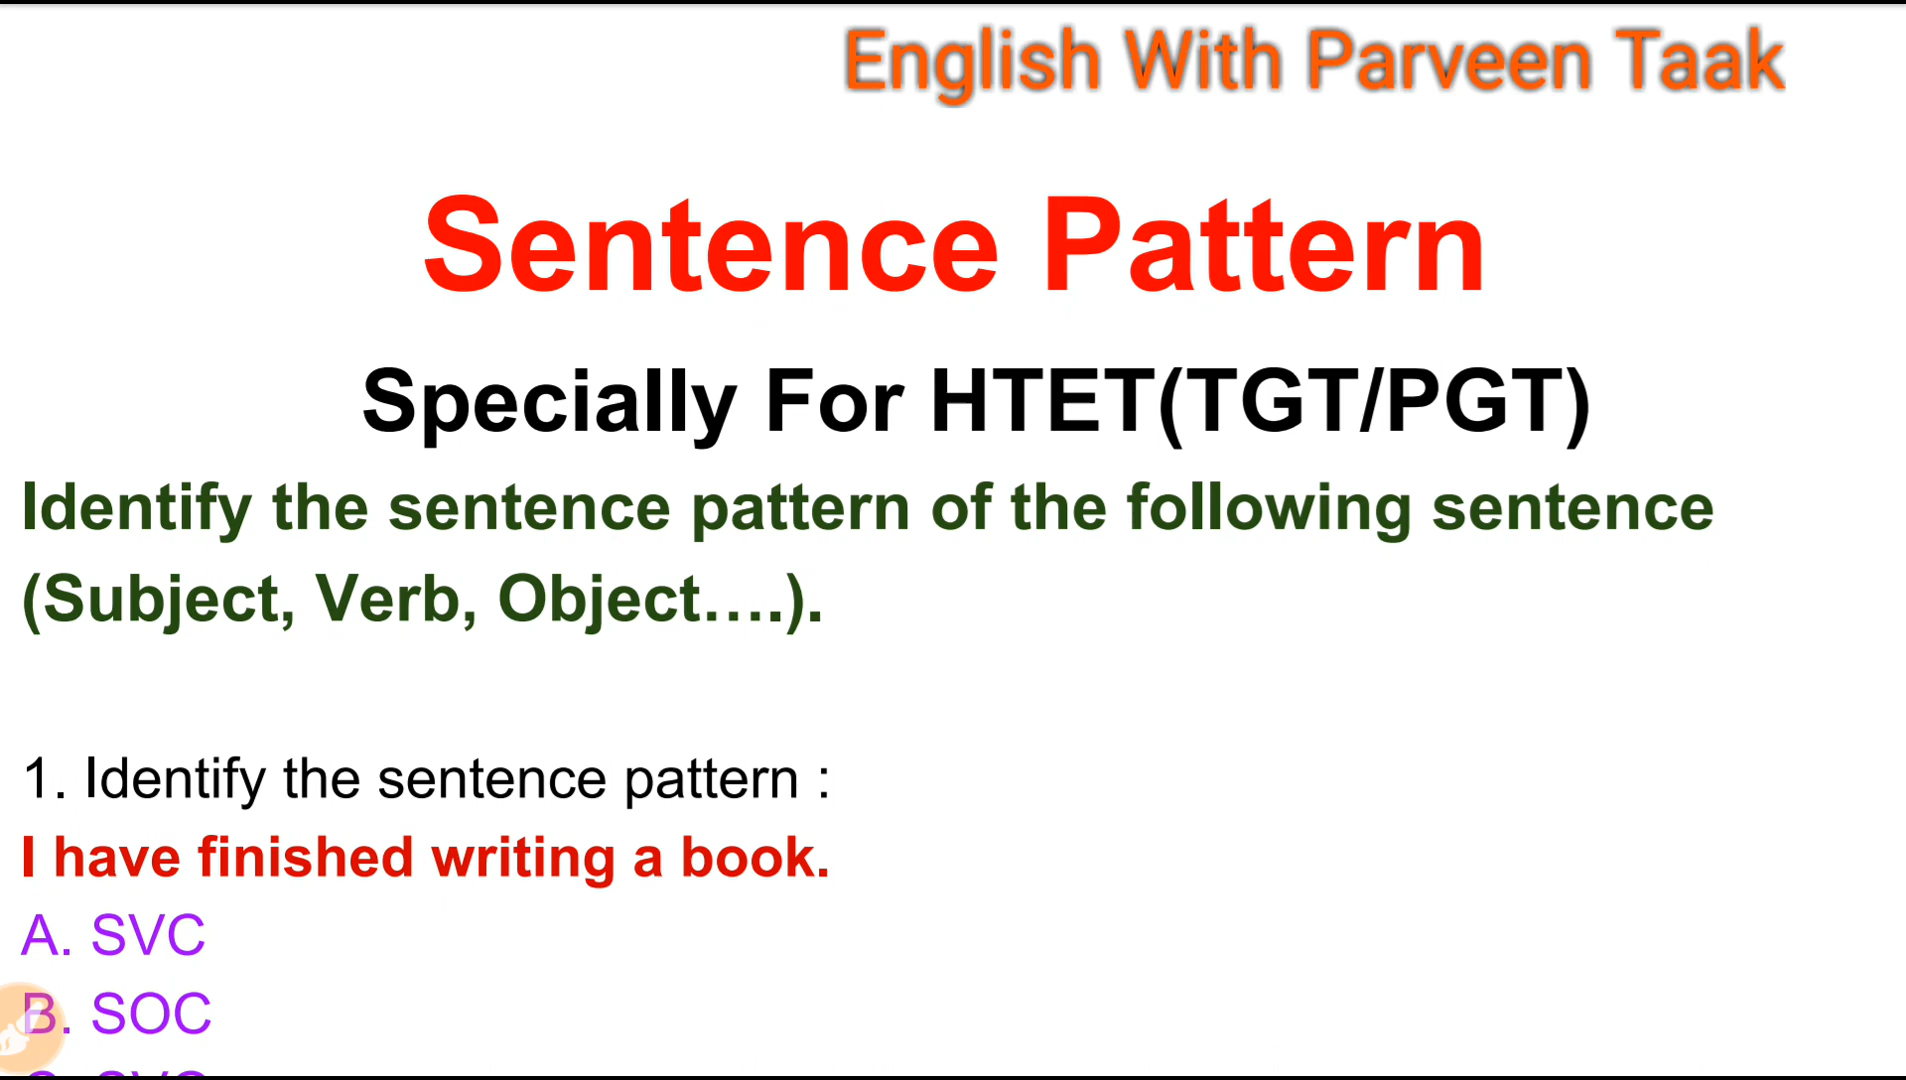 English With Parveen Taak
Sentence Pattern
Specially For HTET(TGT/PGT)
Identify the sentence pattern of the following sentence
(Subject, Verb, Object….).
1. Identify the sentence pattern :
I have finished writing a book.
A. SVC
B. SOC